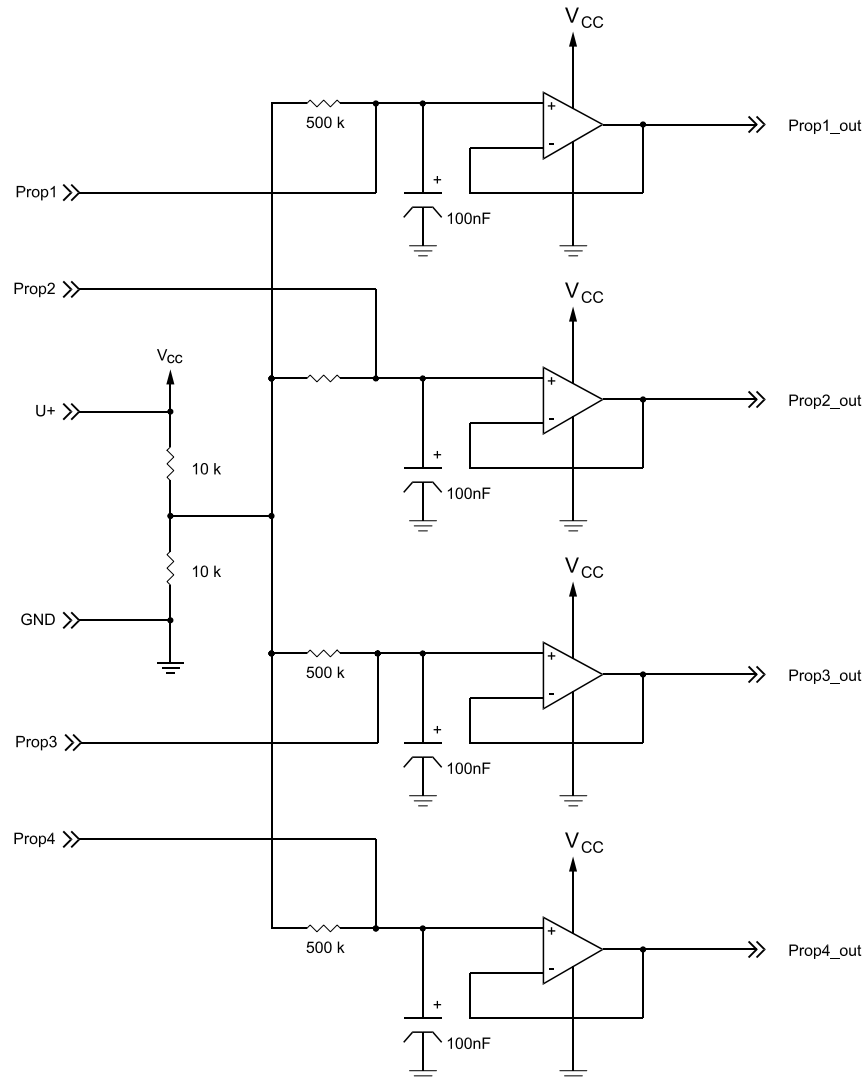 VCC
+
500 k
-
Prop1_out
+
Prop1
100nF
Prop2
VCC
VCC
+
U+
-
Prop2_out
+
10 k
100nF
VCC
10 k
GND
+
500 k
-
Prop3_out
+
Prop3
100nF
Prop4
VCC
+
500 k
-
Prop4_out
+
100nF